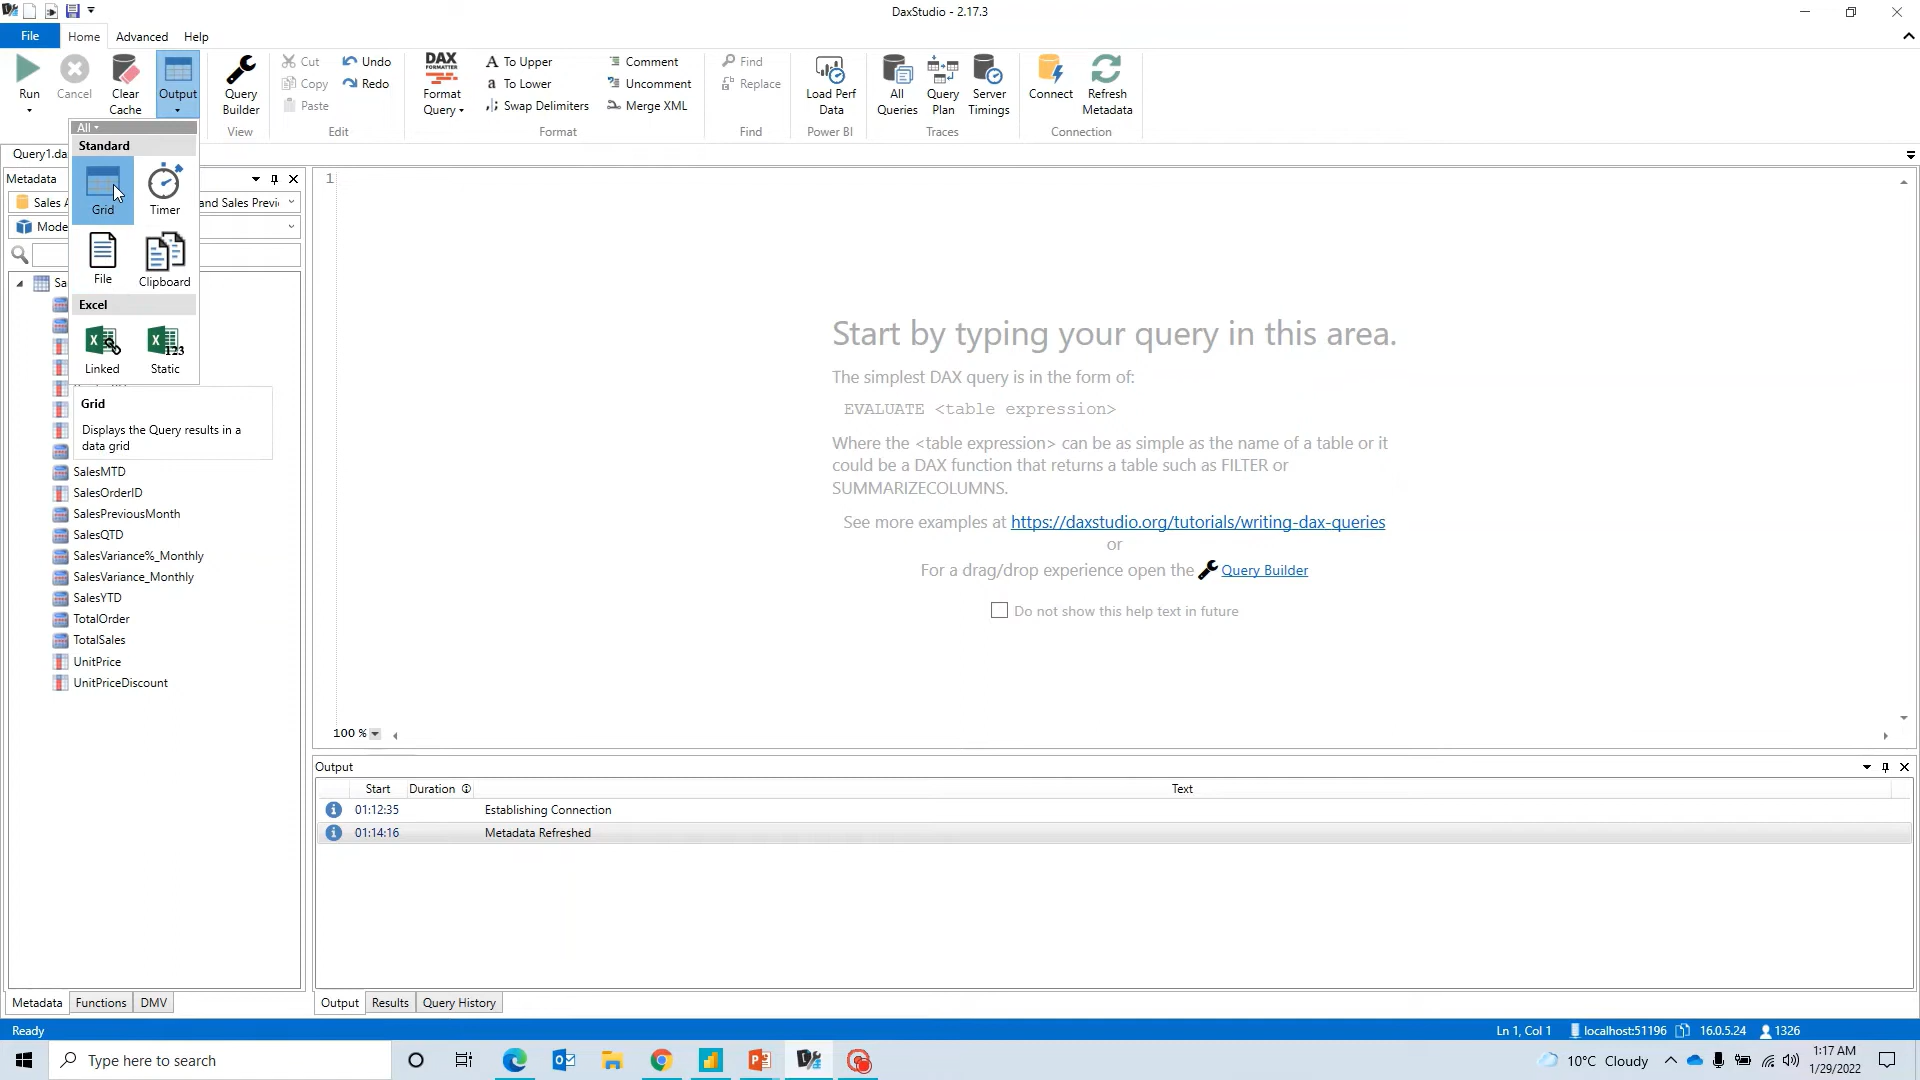 DaxStudio - 2.17.3
File Home Advanced Help
Run
Cancel
Clear
Cache
Output
Query
Builder
View
Cut
Copy
Paste
Undo
Redo
Edit
DAX
FORMATTER
Format
Query
To Upper
To Lower
Swap Delimiters
Comment
Uncomment
Merge XML
Format
Find
Replace
Find
Load Perf
Data
Power BI
All
Queries
Query
Plan
Server
Timings
Traces
Connect
Refresh
Metadata
Connection
All
Standard
Grid
Timer
File
Clipboard
Excel
Linked
Static
Grid
Displays the Query results in a
data grid
Metadata
and Sales
SalesMTD
SalesOrderID
SalesPreviousMonth
SalesQTD
SalesVariance%_Monthly
SalesVariance_Monthly
SalesYTD
TotalOrder
TotalSales
UnitPrice
UnitPriceDiscount
Metadata Functions DMV
1
Start by typing your query in this area.
The simplest DAX query is in the form of:
EVALUATE <table expression>
Where the <table expression> can be as simple as the name of a table or it
could be a DAX function that returns a table such as FILTER or
SUMMARIZECOLUMNS.
See more examples at https://daxstudio.org/tutorials/writing-dax-queries
or
For a drag/drop experience open the Query Builder
Do not show this help text in future
100 %
Output
Start Duration Text
01:12:35 Establishing Connection
01:14:16 Metadata Refreshed
Output Results Query History
Ready
Ln 1, Col 1 localhost:51196 16.0.5.24 1326
Type here to search
10°C Cloudy
1:17 AM
1/29/2022